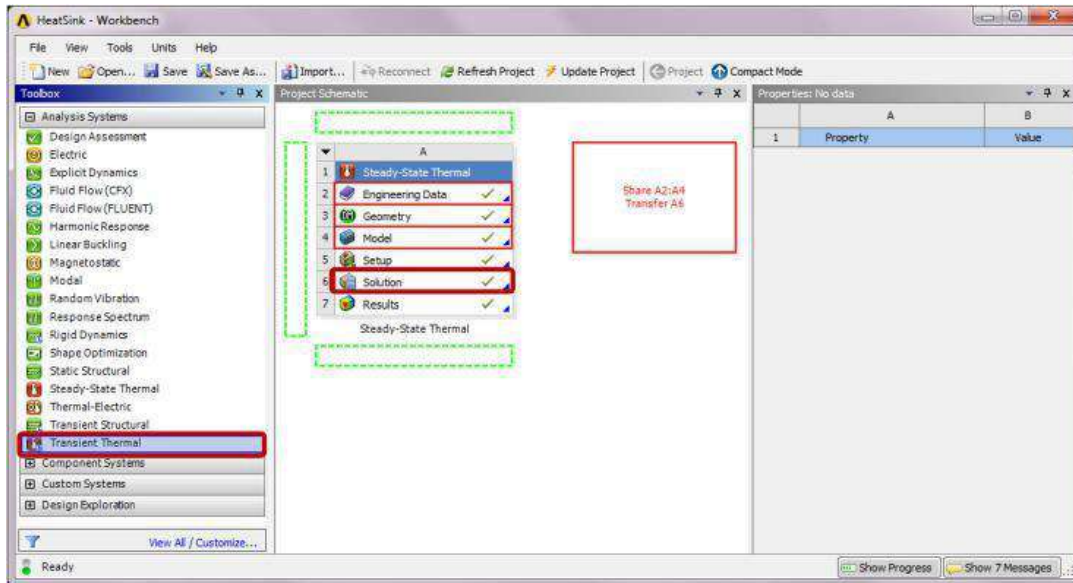 HeatSink - Workbench
File View Tools Units Help
New Open... Save Save As... Import... Reconnect Refresh Project Update Project Project Compact Mode
Toolbox
Analysis Systems
Design Assessment
Electric
Explicit Dynamics
Fluid Flow (CFX)
Fluid Flow (FLUENT)
Harmonic Response
Linear Buckling
Magnetostatic
Modal
Random Vibration
Response Spectrum
Rigid Dynamics
Shape Optimization
Static Structural
Steady-State Thermal
Thermal-Electric
Transient Structural
Transient Thermal
Component Systems
Custom Systems
Design Exploration
View All / Customize...
Project Schematic
A
1 Steady-State Thermal
2 Engineering Data
3 Geometry
4 Model
5 Setup
6 Solution
7 Results
Steady-State Thermal
Share A2:A4
Transfer A6
Properties: No data
A B
1 Property Value
Ready
Show Progress Show 7 Messages